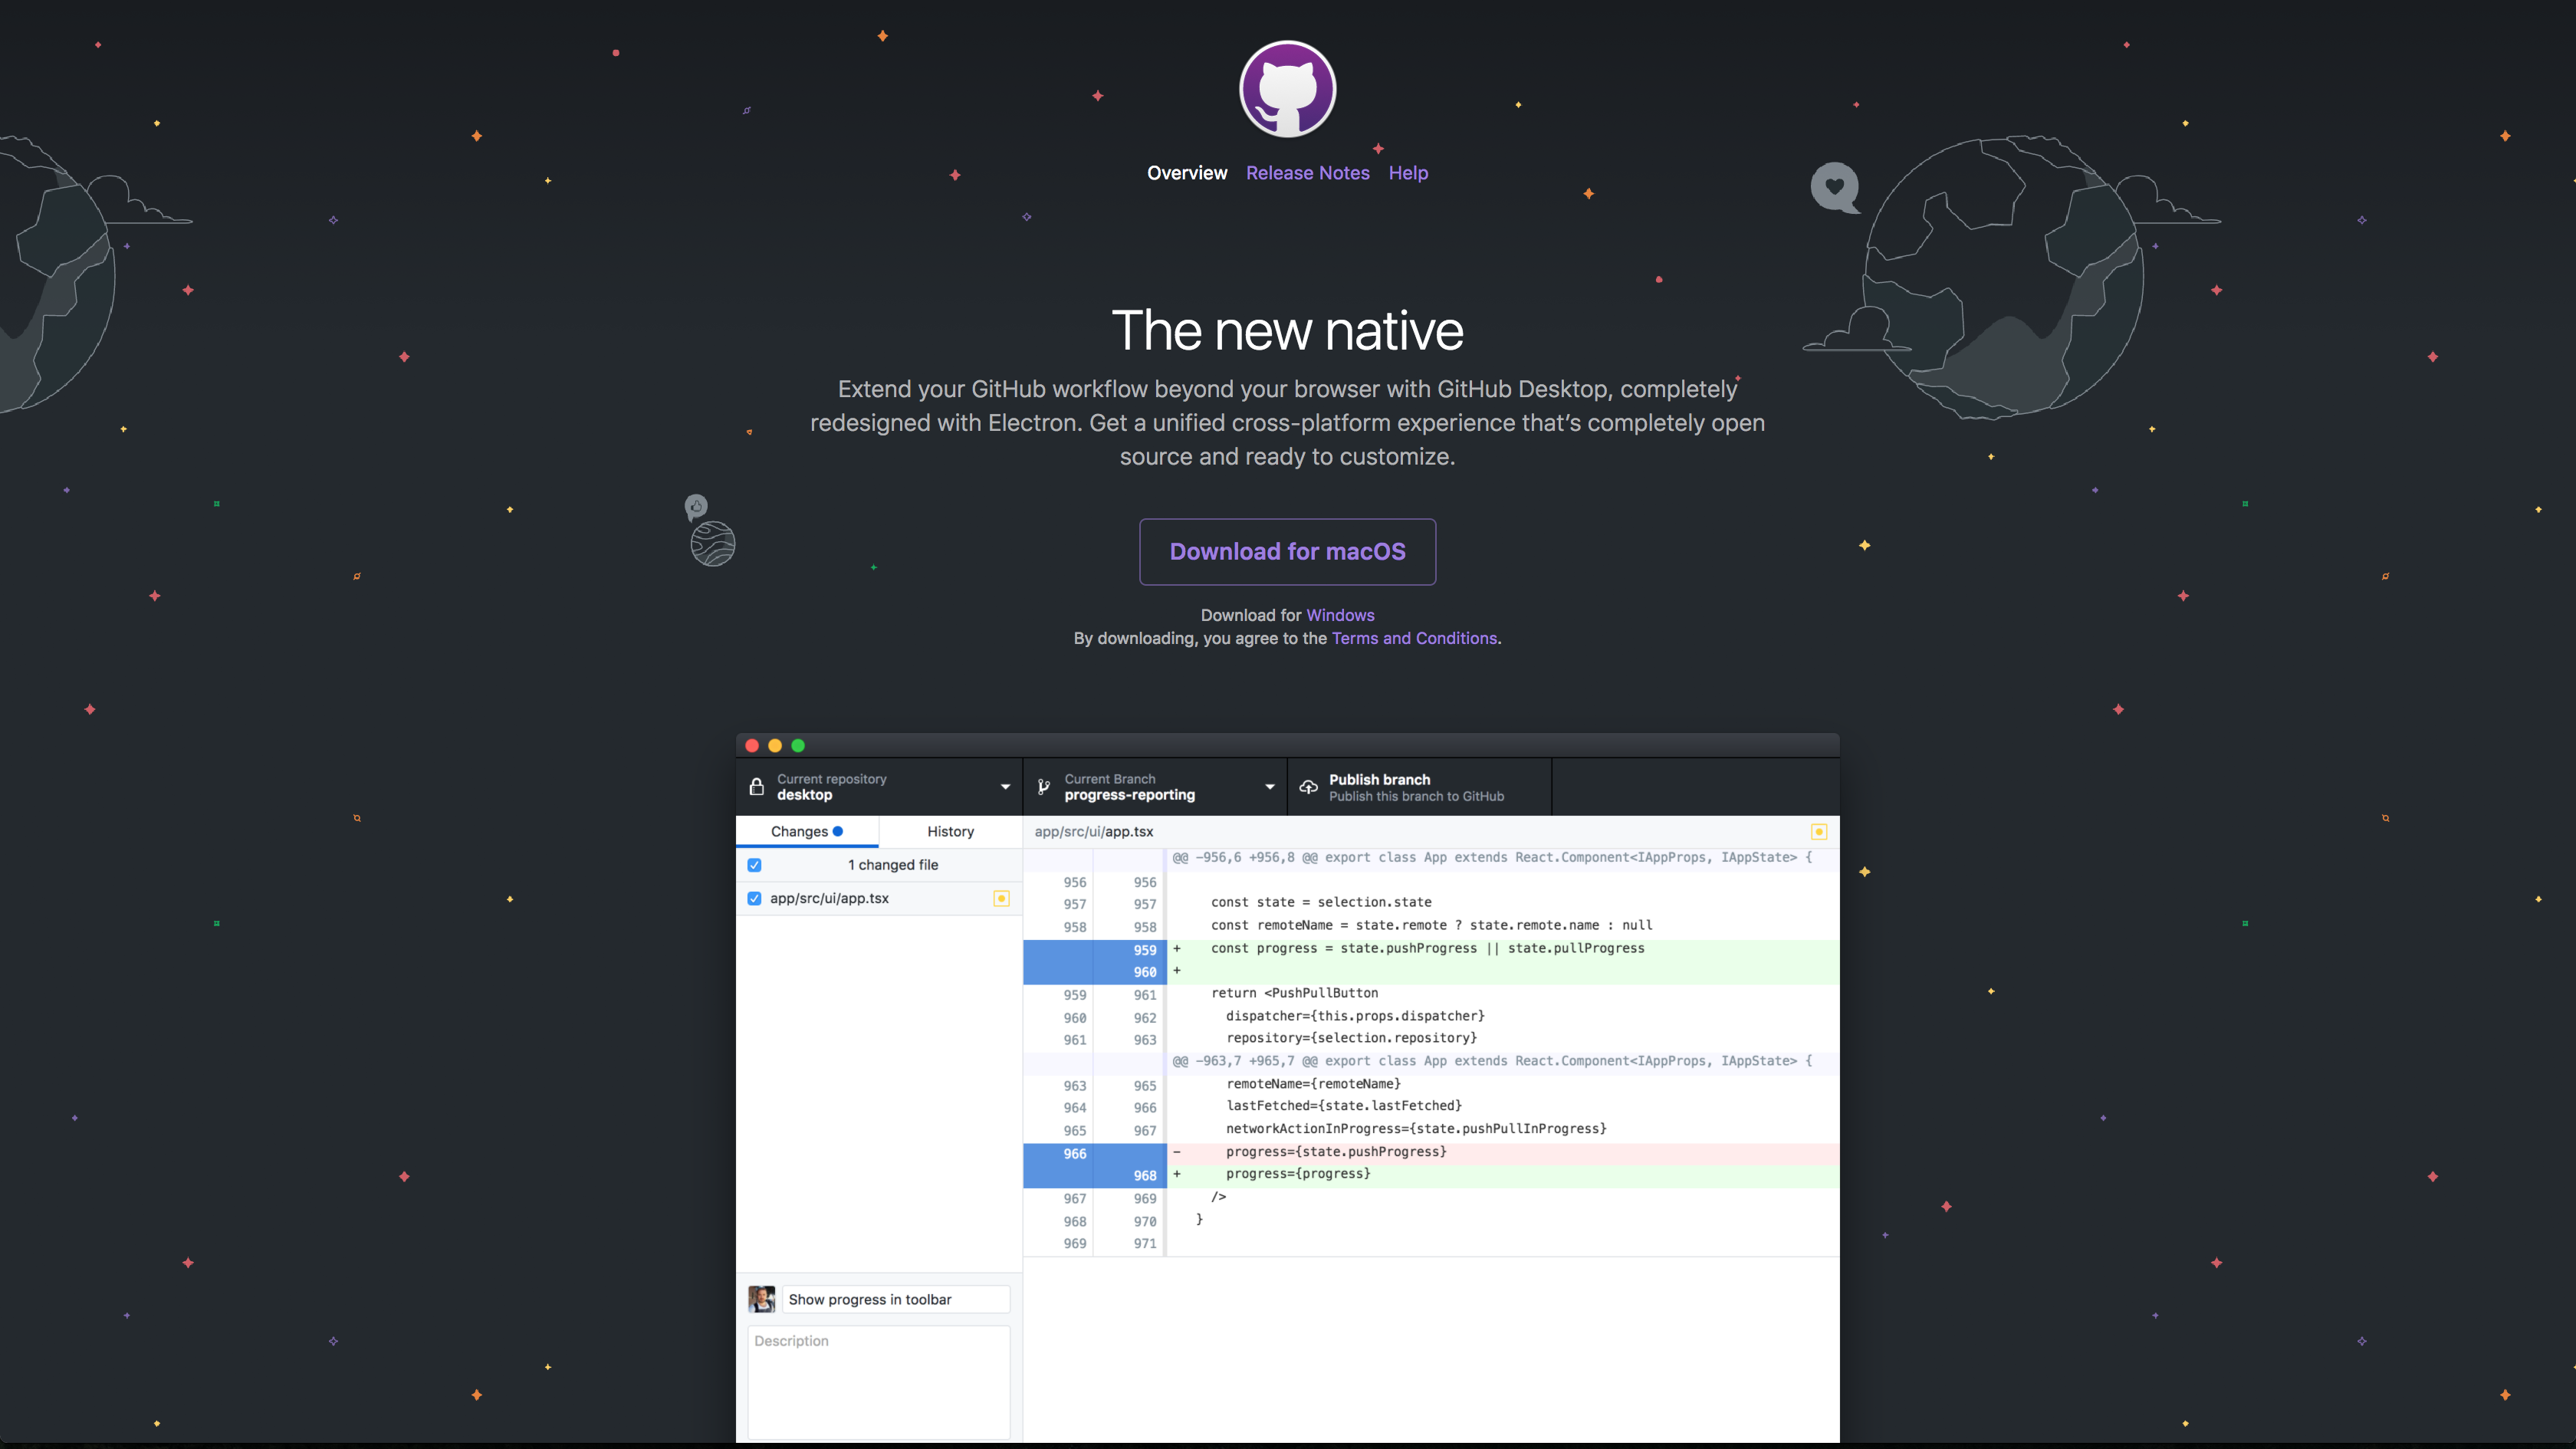 Overview Release Notes Help
The new native
Extend your GitHub workflow beyond your browser with GitHub Desktop, completely
redesigned with Electron. Get a unified cross-platform experience that’s completely open
source and ready to customize.
Download for macOS
Download for Windows
By downloading, you agree to the Terms and Conditions.
Current repository
desktop
Current Branch
progress-reporting
Publish branch
Publish this branch to GitHub
Changes History
1 changed file
app/src/ui/app.tsx
app/src/ui/app.tsx
@@ -956,6 +956,8 @@ export class App extends React.Component<IAppProps, IAppState> {
956 956
957 957 const state = selection.state
958 958 const remoteName = state.remote ? state.remote.name : null
959 + const progress = state.pushProgress || state.pullProgress
960 +
959 961 return <PushPullButton
960 962 dispatcher={this.props.dispatcher}
961 963 repository={selection.repository}
@@ -963,7 +965,7 @@ export class App extends React.Component<IAppProps, IAppState> {
963 965 remoteName={remoteName}
964 966 lastFetched={state.lastFetched}
965 967 networkActionInProgress={state.pushPullInProgress}
966 - progress={state.pushProgress}
968 + progress={progress}
967 969 />
968 970 }
969 971
Show progress in toolbar
Description